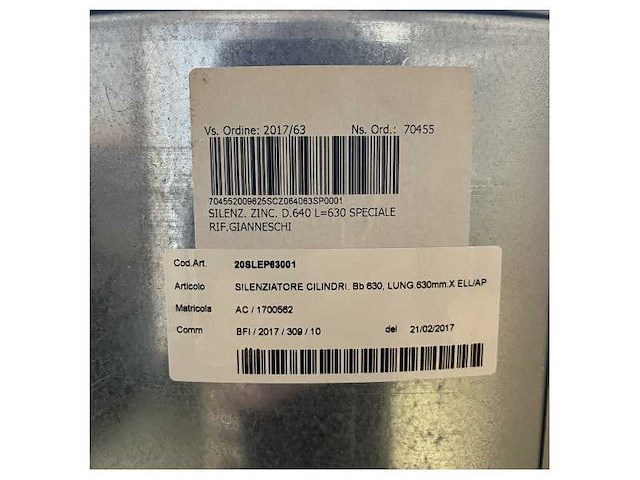 Vs. Ordine: 2017/63 Ns. Ord.: 70455
704552009625SCZ064063SP0001
SILENZ. ZINC. D.640 L=630 SPECIALE
RIF.GIANNESCHI
Cod.Art. 20SLEP63001
Articolo SILENZIATORE CILINDRI. Bb 630, LUNG.630mm.X ELL/AP
Matricola AC / 1700562
Comm BFI / 2017 / 309 / 10 del 21/02/2017